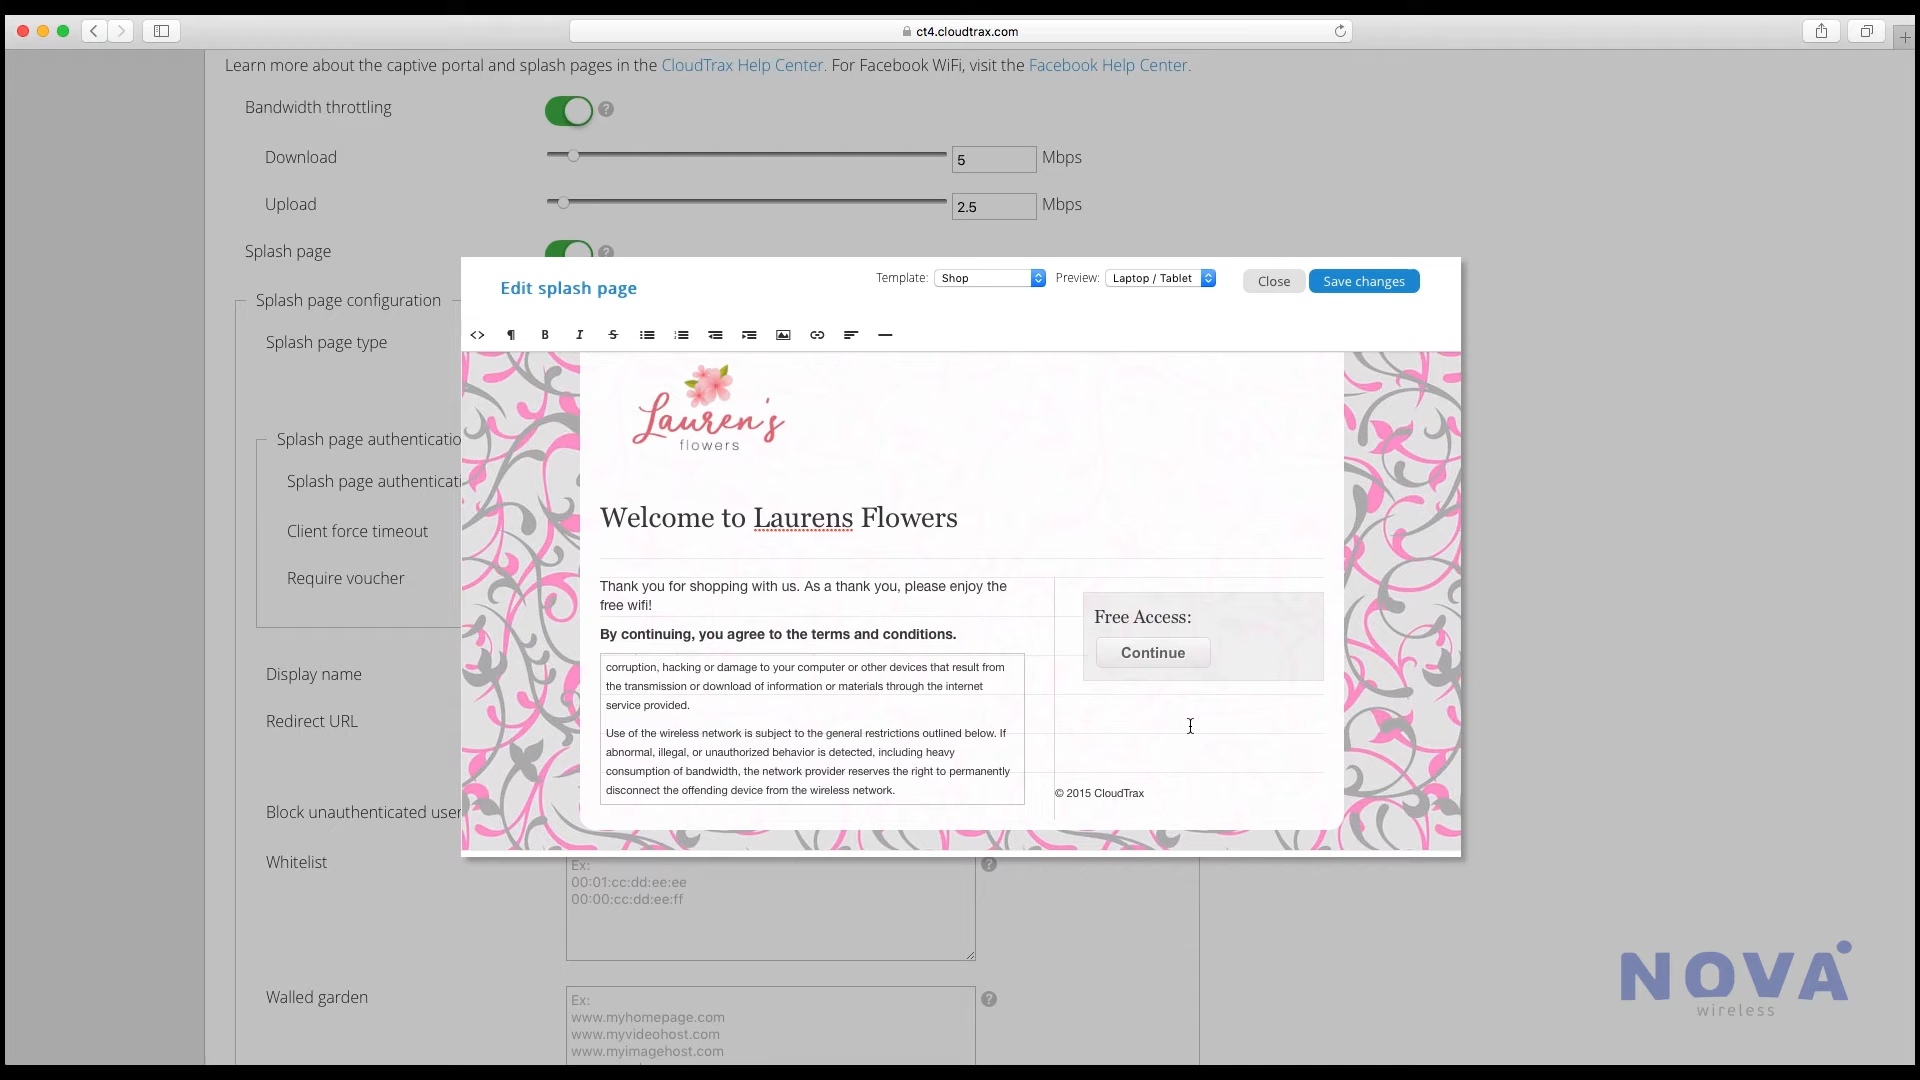 ct4.cloudtrax.com
Learn more about the captive portal and splash pages in the CloudTrax Help Center. For Facebook WiFi, visit the Facebook Help Center.
Bandwidth throttling
?
Download
5
Mbps
Upload
2.5
Mbps
Splash page
Edit splash page
Template:
Shop
Preview:
Laptop / Tablet
Close
Save changes
Splash page configuration
Splash page type
Splash page authenticatio
Splash page authenticati
Client force timeout
Require voucher
Display name
Redirect URL
Block unauthenticated user
Lauren's
flowers
Welcome to Laurens Flowers
Thank you for shopping with us. As a thank you, please enjoy the
free wifi!
By continuing, you agree to the terms and conditions.
corruption, hacking or damage to your computer or other devices that result from
the transmission or download of information or materials through the internet
service provided.
Use of the wireless network is subject to the general restrictions outlined below. If
abnormal, illegal, or unauthorized behavior is detected, including heavy
consumption of bandwidth, the network provider reserves the right to permanently
disconnect the offending device from the wireless network.
Free Access:
Continue
© 2015 CloudTrax
Whitelist
Ex:
00:01:cc:dd:ee:ee
00:00:cc:dd:ee:ff
?
Walled garden
Ex:
www.myhomepage.com
www.myvideohost.com
www.myimagehost.com
?
NOVA
wireless